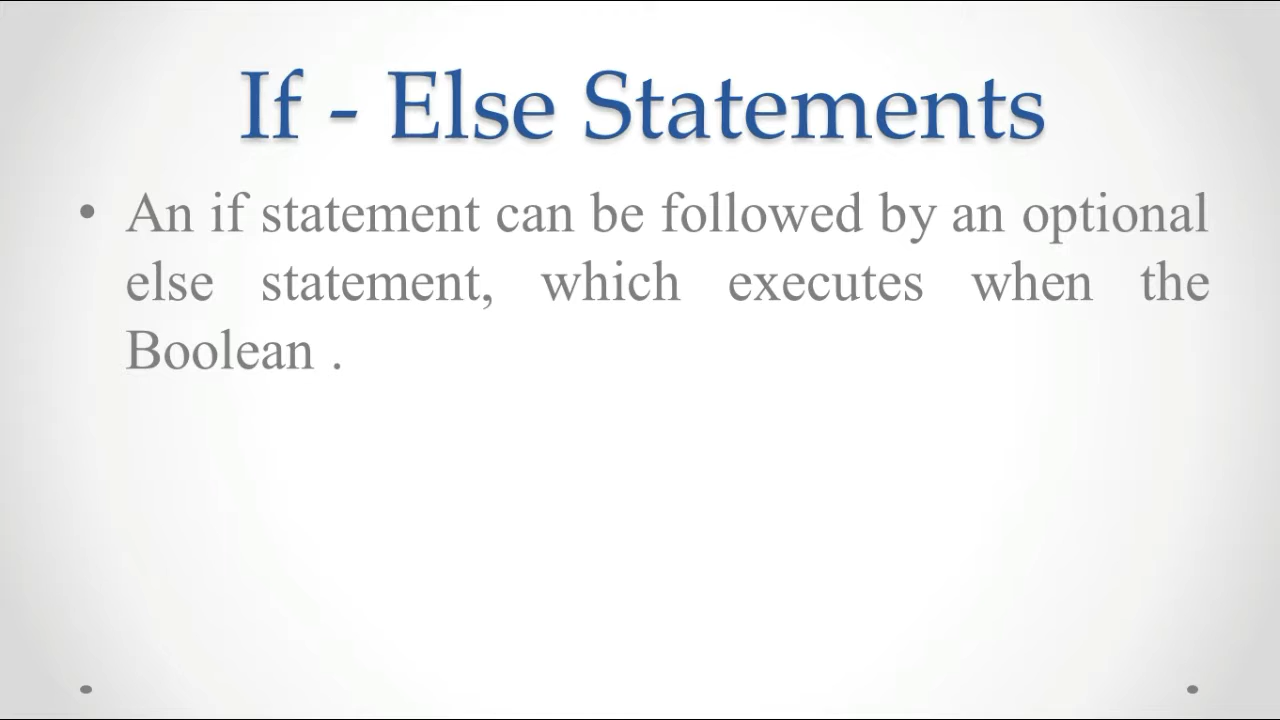 If - Else Statements
• An if statement can be followed by an optional
else statement, which executes when the
Boolean .